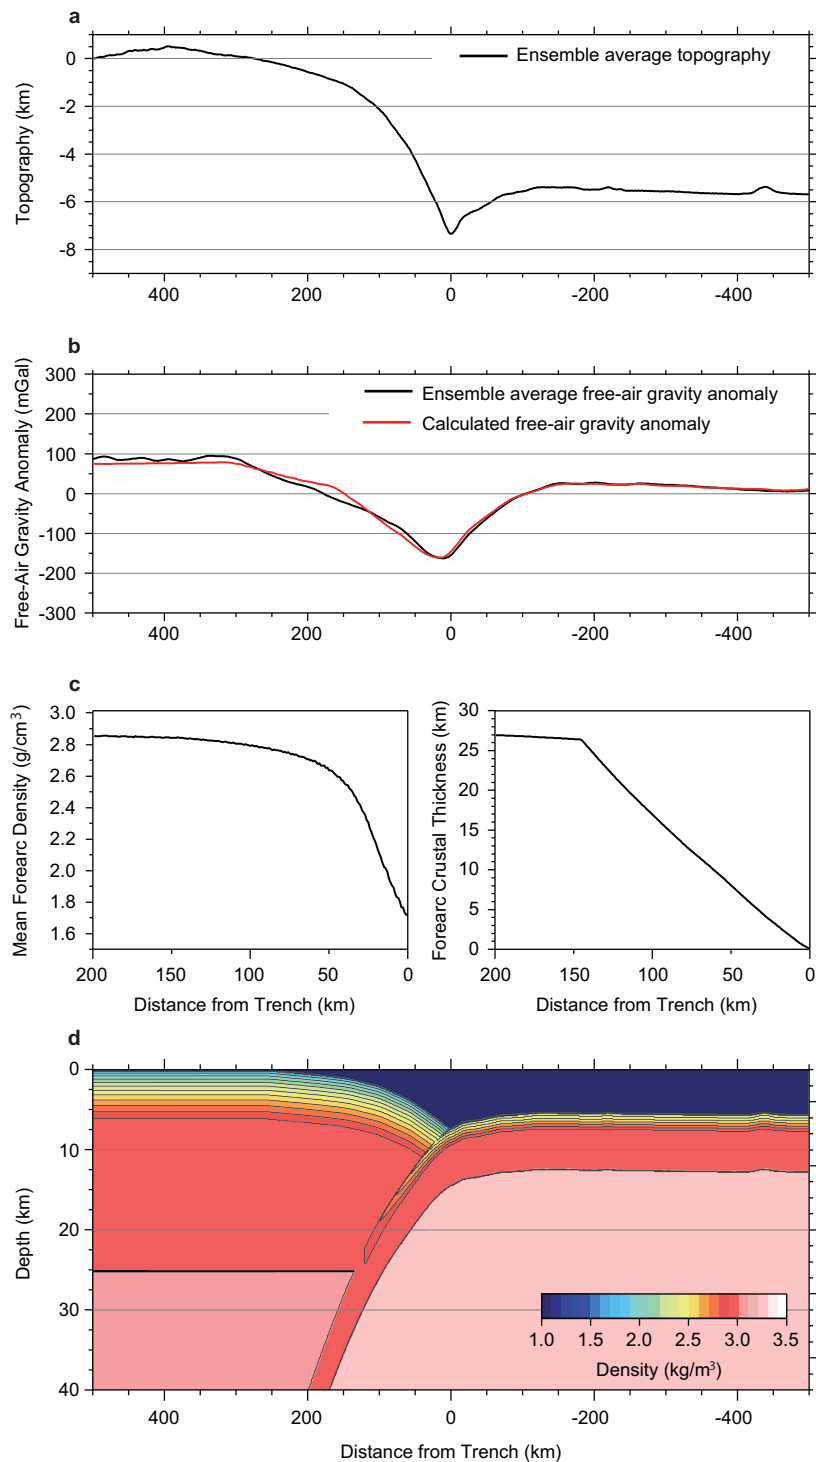 a
Ensemble average topography
Topography (km)
0
-2
-4
-6
-8
400 200 0 -200 -400
b
Ensemble average free-air gravity anomaly
Calculated free-air gravity anomaly
Free-Air Gravity Anomaly (mGal)
300
200
100
0
-100
-200
-300
400 200 0 -200 -400
c
Mean Forearc Density (g/cm³)
3.0
2.8
2.6
2.4
2.2
2.0
1.8
1.6
200 150 100 50 0
Distance from Trench (km)
Forearc Crustal Thickness (km)
30
25
20
15
10
5
0
200 150 100 50 0
Distance from Trench (km)
d
Depth (km)
0
10
20
30
40
1.0 1.5 2.0 2.5 3.0 3.5
Density (kg/m³)
400 200 0 -200 -400
Distance from Trench (km)